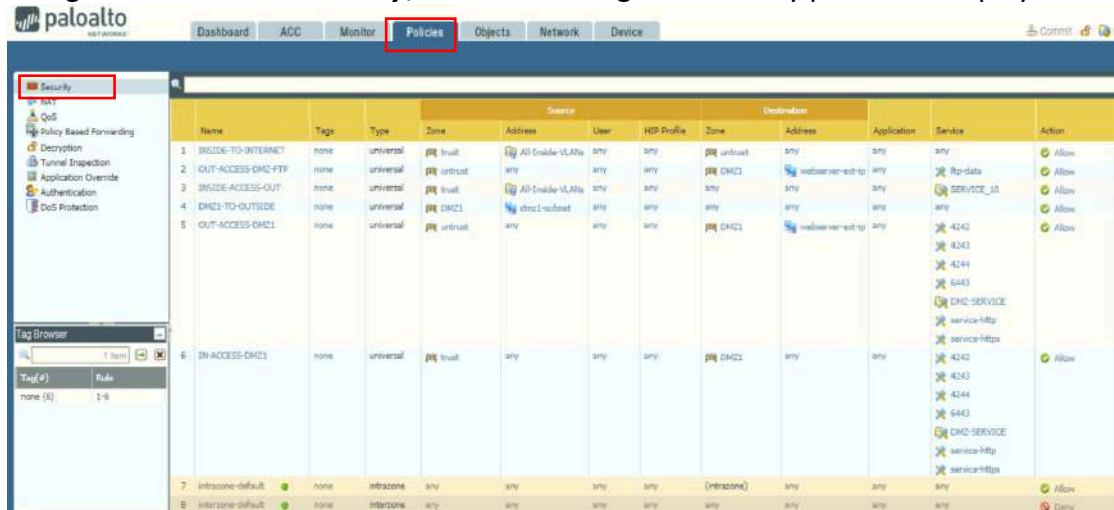 paloalto
NETWORKS
Dashboard ACC Monitor Policies Objects Network Device Commit
Security
NAT
QoS
Policy Based Forwarding
Decryption
Tunnel Inspection
Application Override
Authentication
DoS Protection
Source Destination
Name Tags Type Zone Address User HIP Profile Zone Address Application Service Action
1 INSIDE-TO-INTERNET none universal trust All-Inside-VLANs any any untrust any any any Allow
2 OUT-ACCESS-DMZ-FTP none universal untrust any any any DMZ1 webserver-ext-ip any ftp-data Allow
3 INSIDE-ACCESS-OUT none universal trust All-Inside-VLANs any any any any any SERVICE_10 Allow
4 DMZ1-TO-OUTSIDE none universal DMZ1 dmz1-subnet any any any any any any Allow
5 OUT-ACCESS-DMZ1 none universal untrust any any any DMZ1 webserver-ext-ip any 4242 Allow
4243
4244
6443
DMZ-SERVICE
service-http
service-https
Tag Browser
1 item
Tag(#) Rule
none (6) 1-6
6 IN-ACCESS-DMZ1 none universal trust any any any DMZ1 any any 4242 Allow
4243
4244
6443
DMZ-SERVICE
service-http
service-https
7 intrazone-default none intrazone any any any any (intrazone) any any any Allow
8 interzone-default none interzone any any any any any any any any Deny